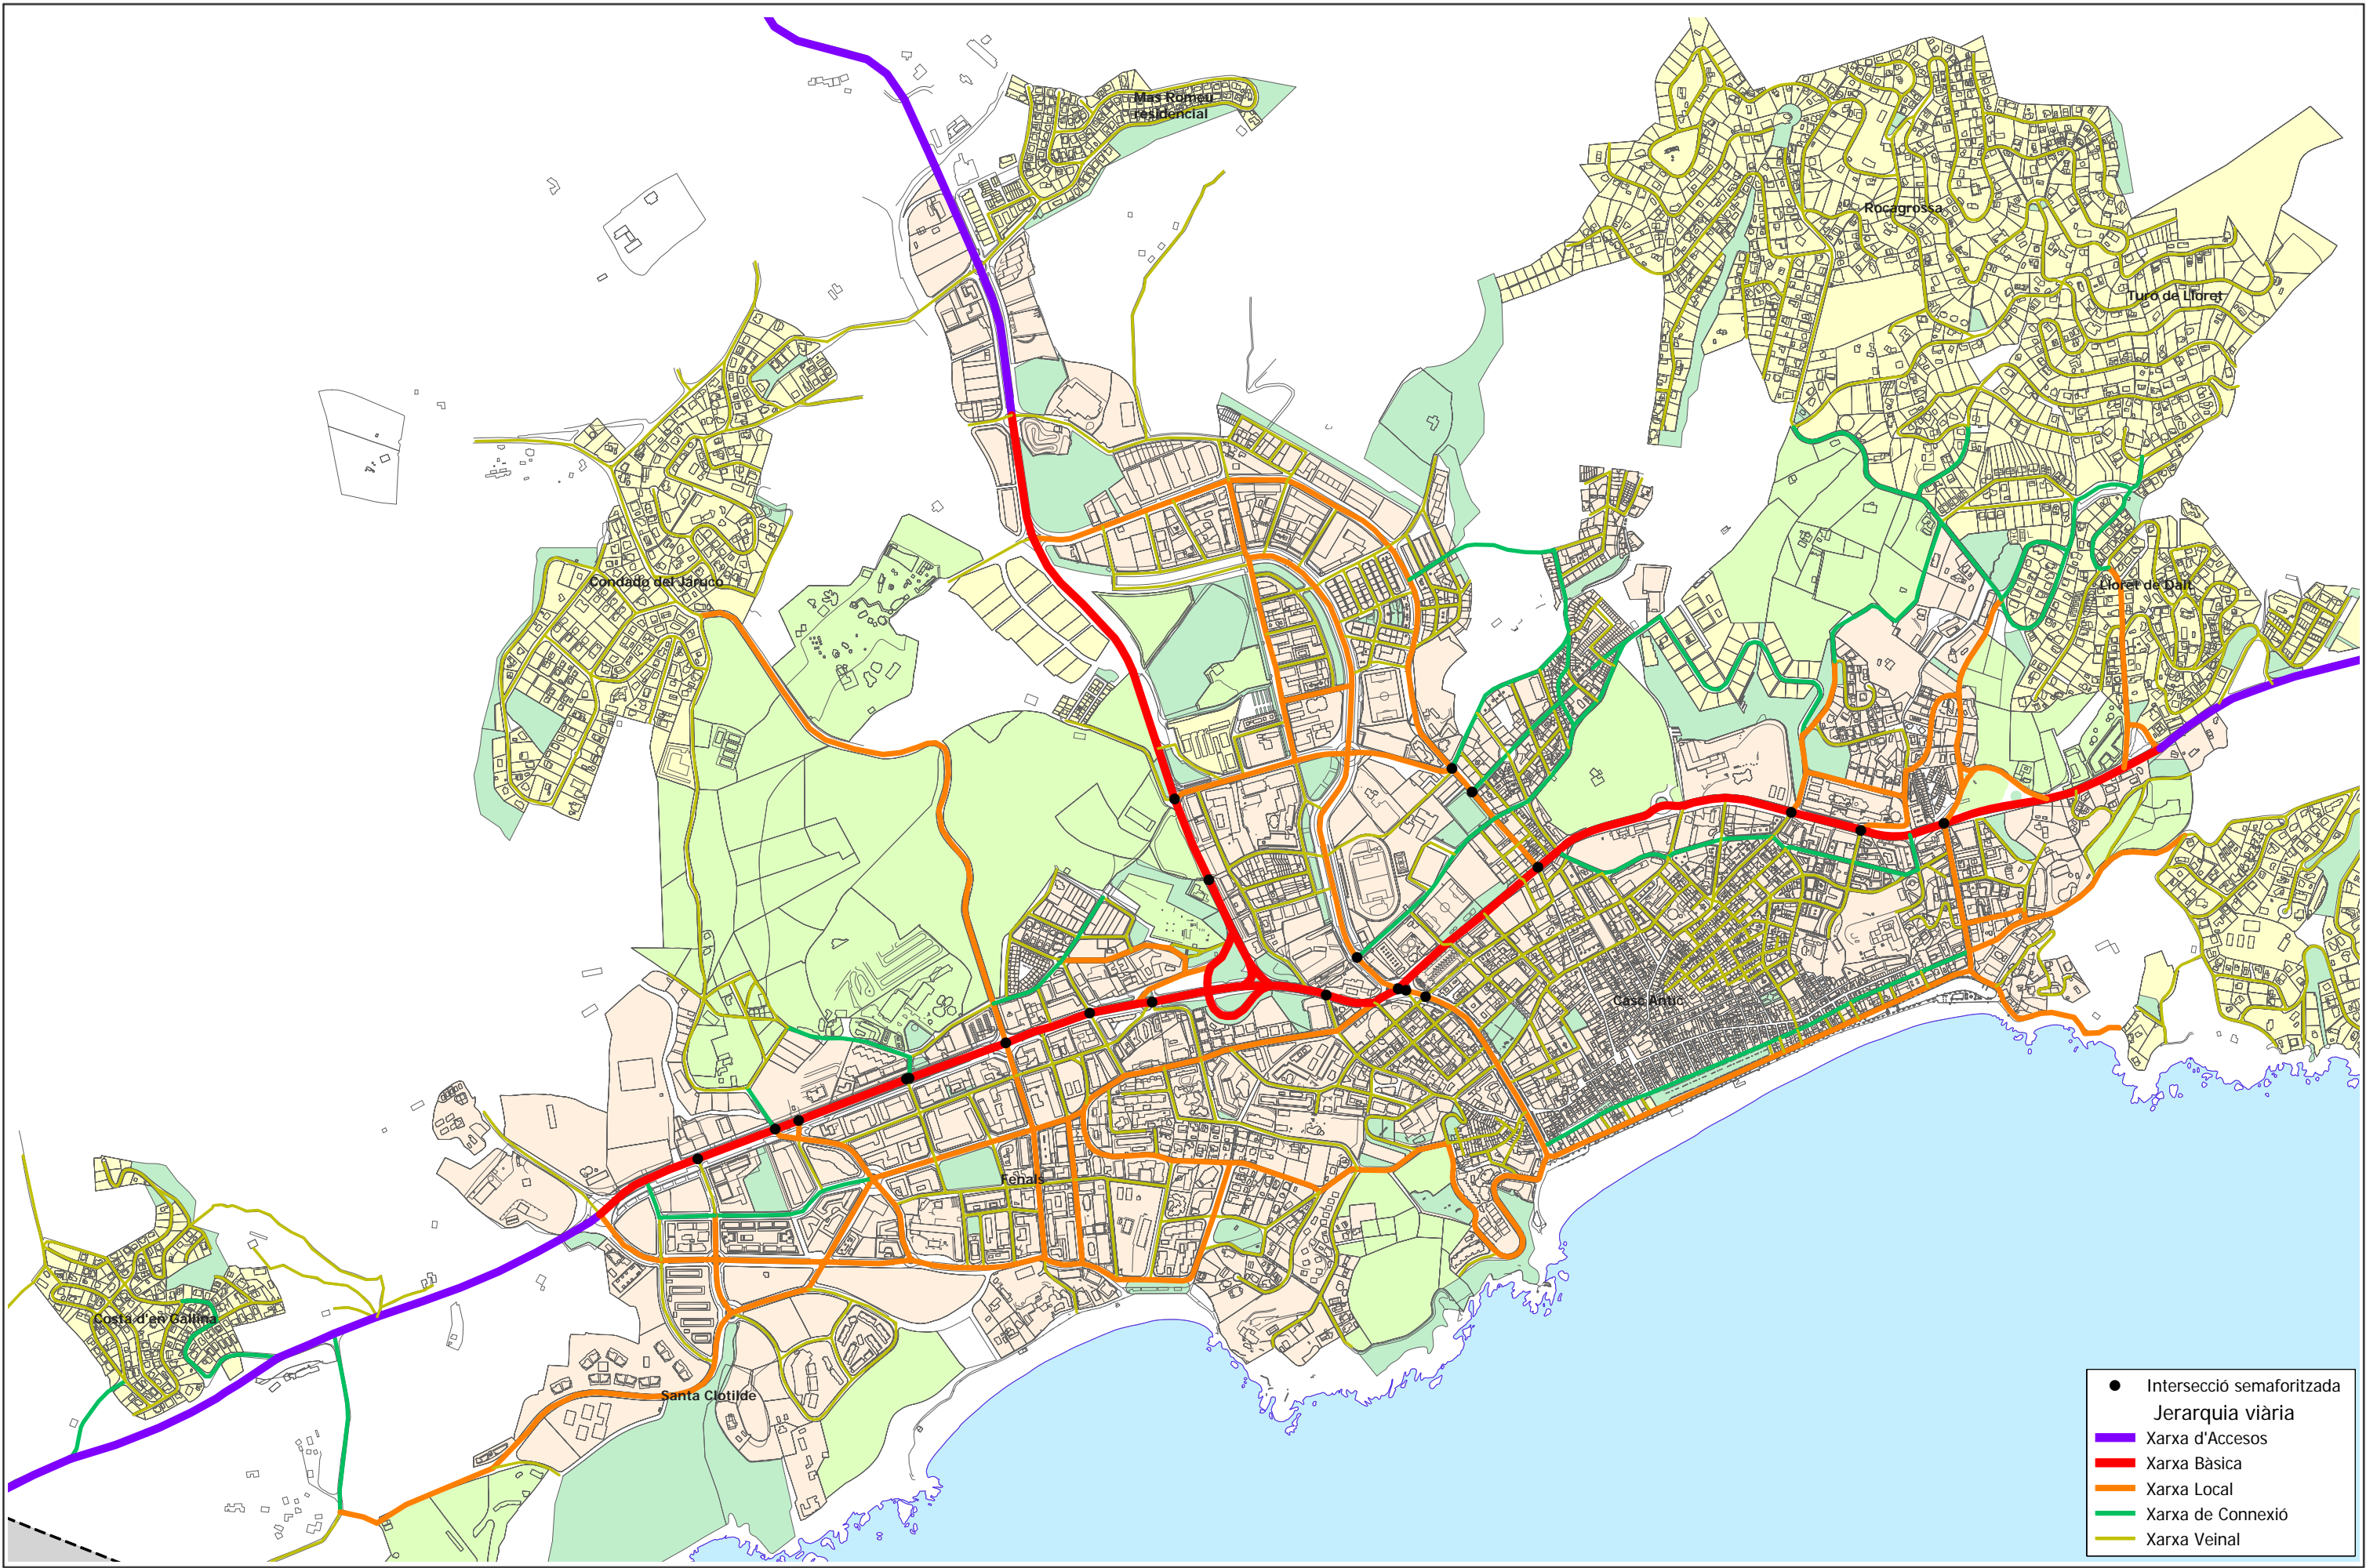 Mas Romeu
residencial
Rocagrossa
Turó de Lloret
Condado del Jaruco
Lloret de Dalt
Casc Antic
Fenals
Costa d'en Gallina
Santa Clotilde
Intersecció semaforitzada
Jerarquia viària
Xarxa d'Accesos
Xarxa Bàsica
Xarxa Local
Xarxa de Connexió
Xarxa Veinal